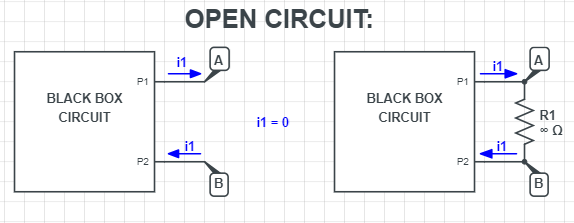 OPEN CIRCUIT:
i1
A
P1
BLACK BOX
CIRCUIT
i1
P2
B
i1 = 0
i1
A
P1
BLACK BOX
CIRCUIT
R1
∞ Ω
i1
P2
B